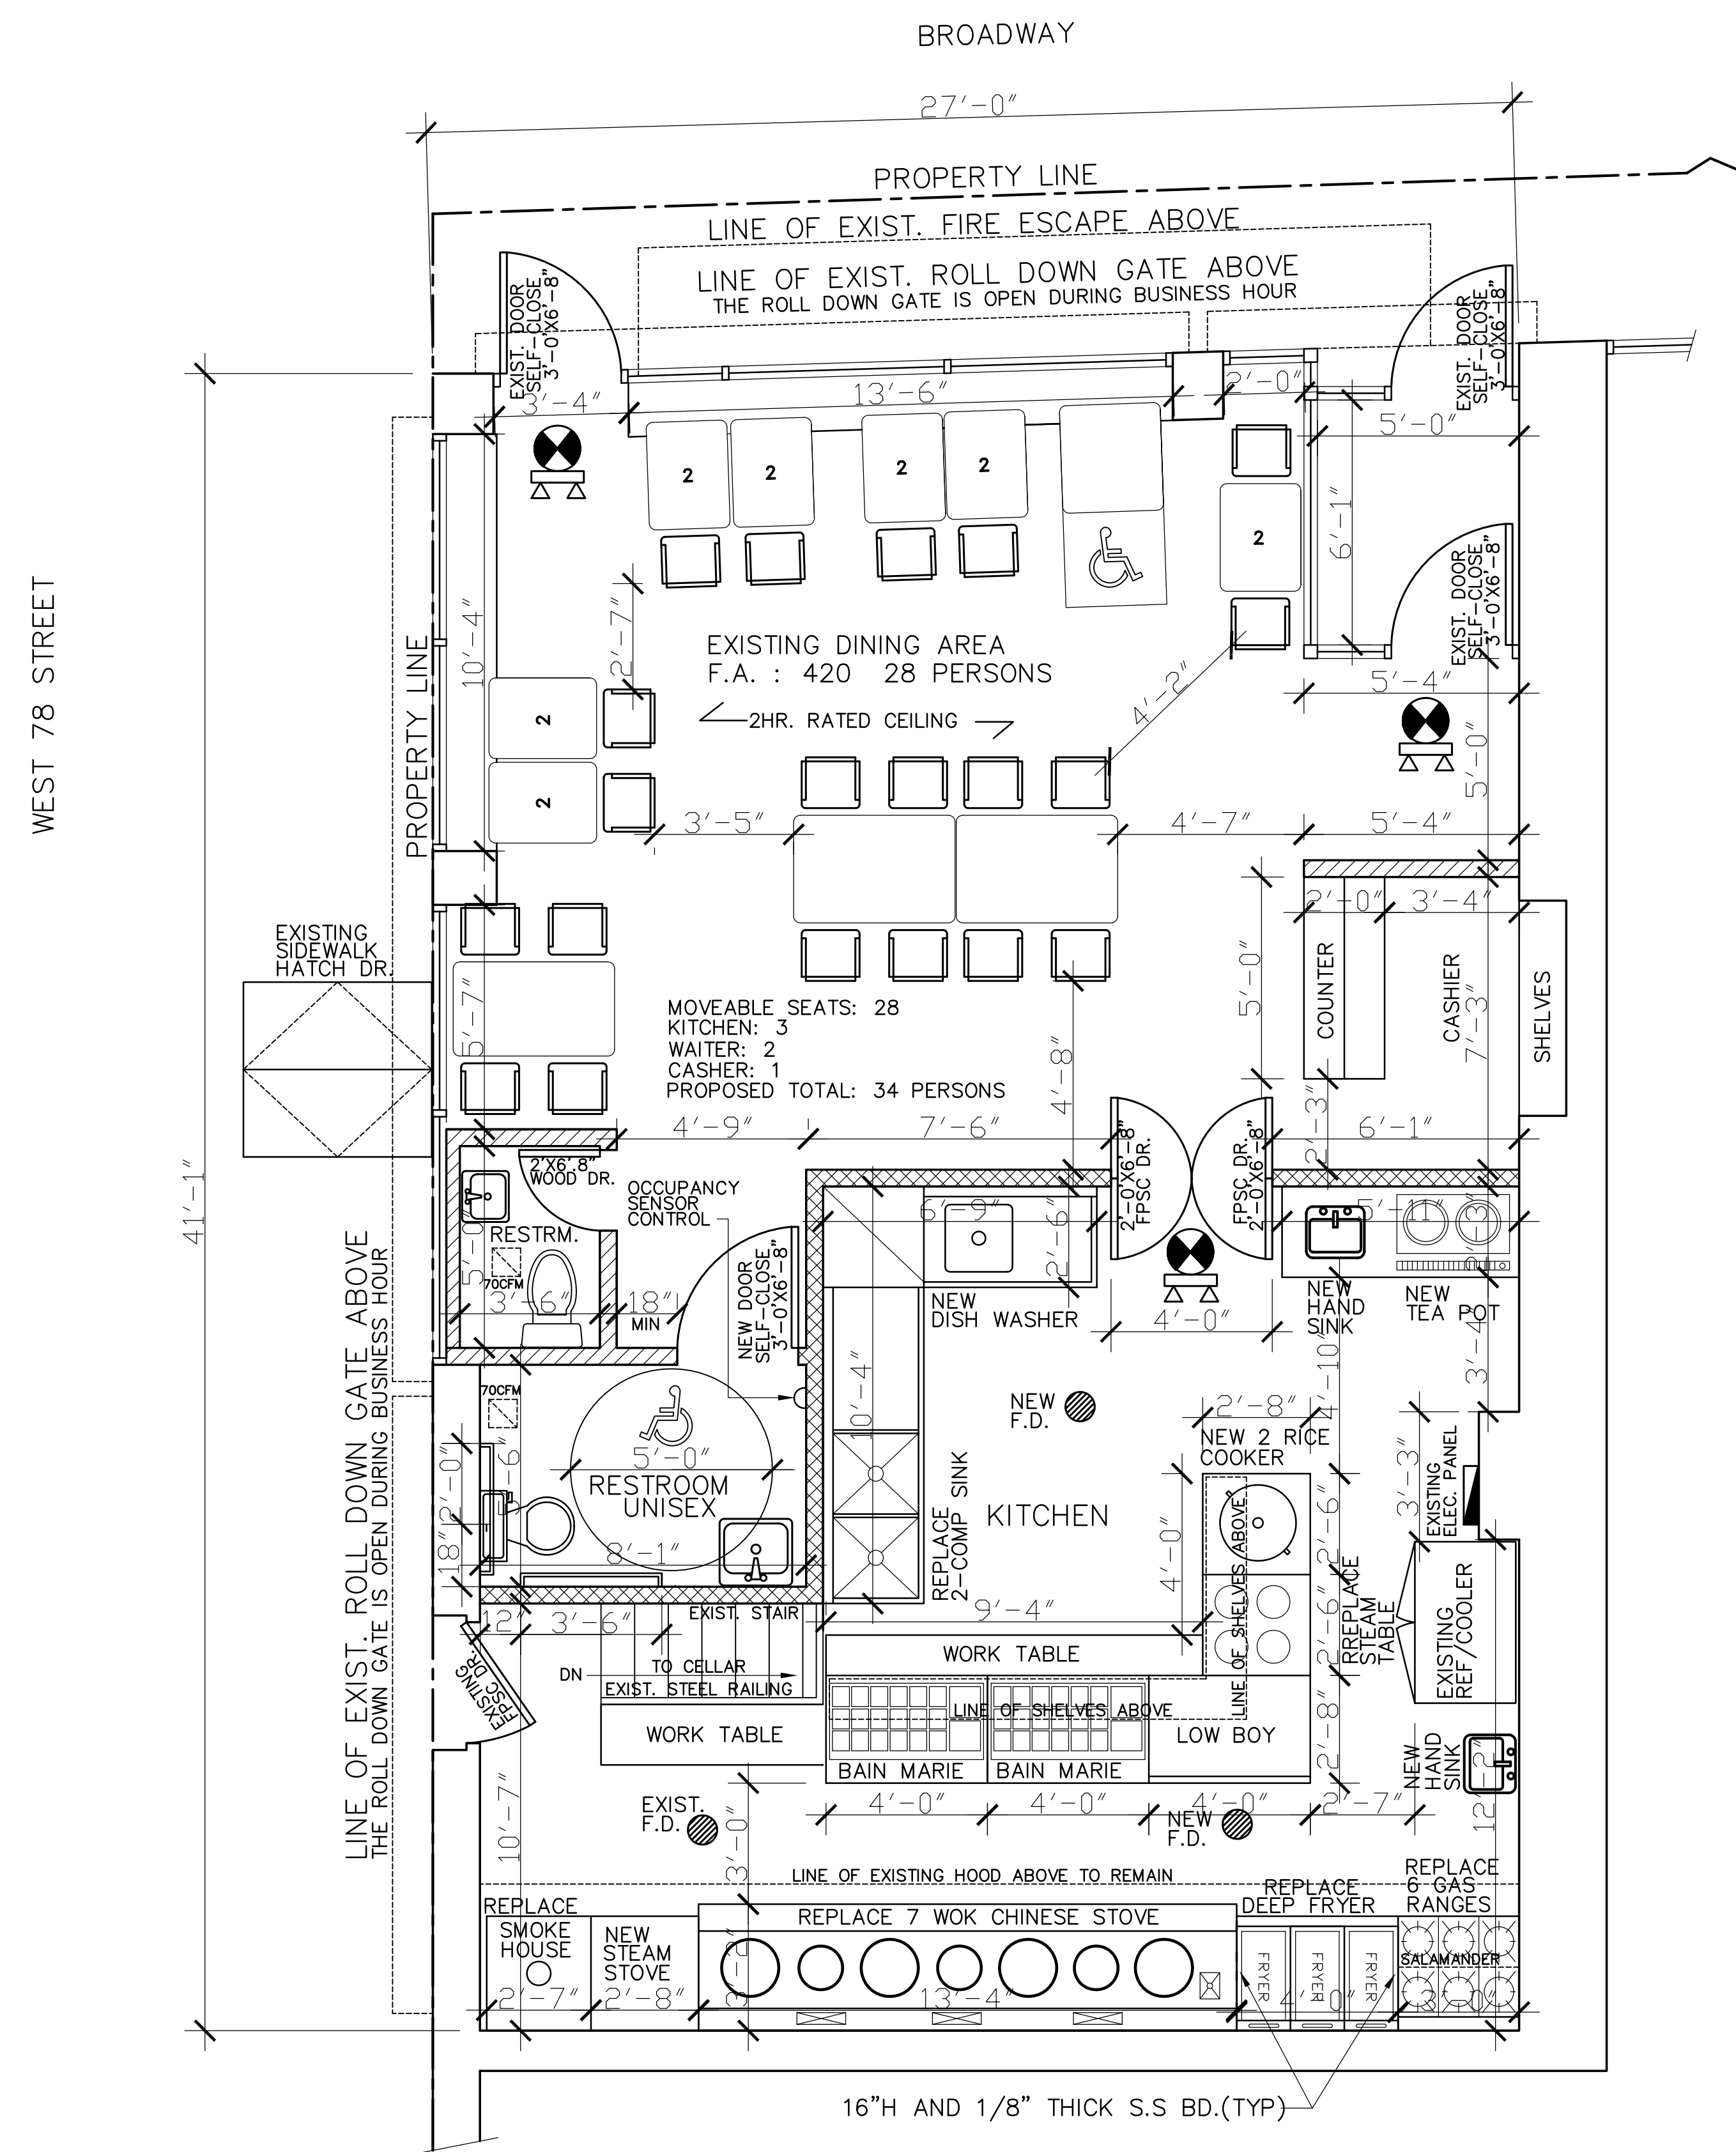 BROADWAY
27'-0"
PROPERTY LINE
LINE OF EXIST. FIRE ESCAPE ABOVE
LINE OF EXIST. ROLL DOWN GATE ABOVE
THE ROLL DOWN GATE IS OPEN DURING BUSINESS HOUR
EXIST. DOOR
SELF-CLOSE
3'-0'X6'-8"
EXIST. DOOR
SELF-CLOSE
3'-0'X6'-8"
3'-4"
13'-6"
2'-0"
5'-0"
2
2
2
2
2
6'-1"
EXIST. DOOR
SELF-CLOSE
3'-0'X6'-8"
WEST 78 STREET
PROPERTY LINE
10'-4"
2'-7"
EXISTING DINING AREA
F.A. : 420 28 PERSONS
2HR. RATED CEILING
4'-2"
5'-4"
5'-0"
2
2
3'-5"
4'-7"
5'-4"
2'-0"
3'-4"
EXISTING
SIDEWALK
HATCH DR.
5'-7"
5'-0"
COUNTER
CASHIER
7'-3"
SHELVES
MOVEABLE SEATS: 28
KITCHEN: 3
WAITER: 2
CASHER: 1
PROPOSED TOTAL: 34 PERSONS
4'-8"
2'-3"
4'-9"
7'-6"
6'-1"
41'-1"
2'X6'.8"
WOOD DR.
OCCUPANCY
SENSOR
CONTROL
2'-0'X6'-8"
FPSC DR.
FPSC DR.
2'-0'X6'-8"
RESTRM.
5'-0"
70CFM
3'-6"
18"
MIN
NEW DOOR
SELF-CLOSE
3'-0'X6'-8"
6'-9"
2'-6"
NEW
DISH WASHER
4'-0"
5'-11"
NEW
HAND
SINK
NEW
TEA POT
3'-4"
4'-10"
LINE OF EXIST. ROLL DOWN GATE ABOVE
THE ROLL DOWN GATE IS OPEN DURING BUSINESS HOUR
70CFM
10'-4"
NEW
F.D.
2'-8"
NEW 2 RICE
COOKER
3'-3"
EXISTING
ELEC. PANEL
2'-0"
18"
5'-0"
RESTROOM
UNISEX
8'-1"
REPLACE
2-COMP SINK
KITCHEN
4'-0"
LINE OF SHELVES ABOVE
2'-6"
2'-6"
RREPLACE
STEAM
TABLE
EXISTING
REF/COOLER
12"
3'-6"
EXIST. STAIR
9'-4"
EXISTING
FPSC DR.
DN
TO CELLAR
EXIST. STEEL RAILING
WORK TABLE
WORK TABLE
LINE OF SHELVES ABOVE
LOW BOY
2'-8"
BAIN MARIE
BAIN MARIE
NEW
HAND
SINK
12'-2"
10'-7"
EXIST.
F.D.
3'-0"
4'-0"
4'-0"
4'-0"
2'-7"
NEW
F.D.
LINE OF EXISTING HOOD ABOVE TO REMAIN
REPLACE
SMOKE
HOUSE
2'-7"
NEW
STEAM
STOVE
2'-8"
REPLACE 7 WOK CHINESE STOVE
13'-4"
REPLACE
DEEP FRYER
FRYER
FRYER
FRYER
4'-0"
REPLACE
6 GAS
RANGES
SALAMANDER
3'-0"
16"H AND 1/8" THICK S.S BD.(TYP)